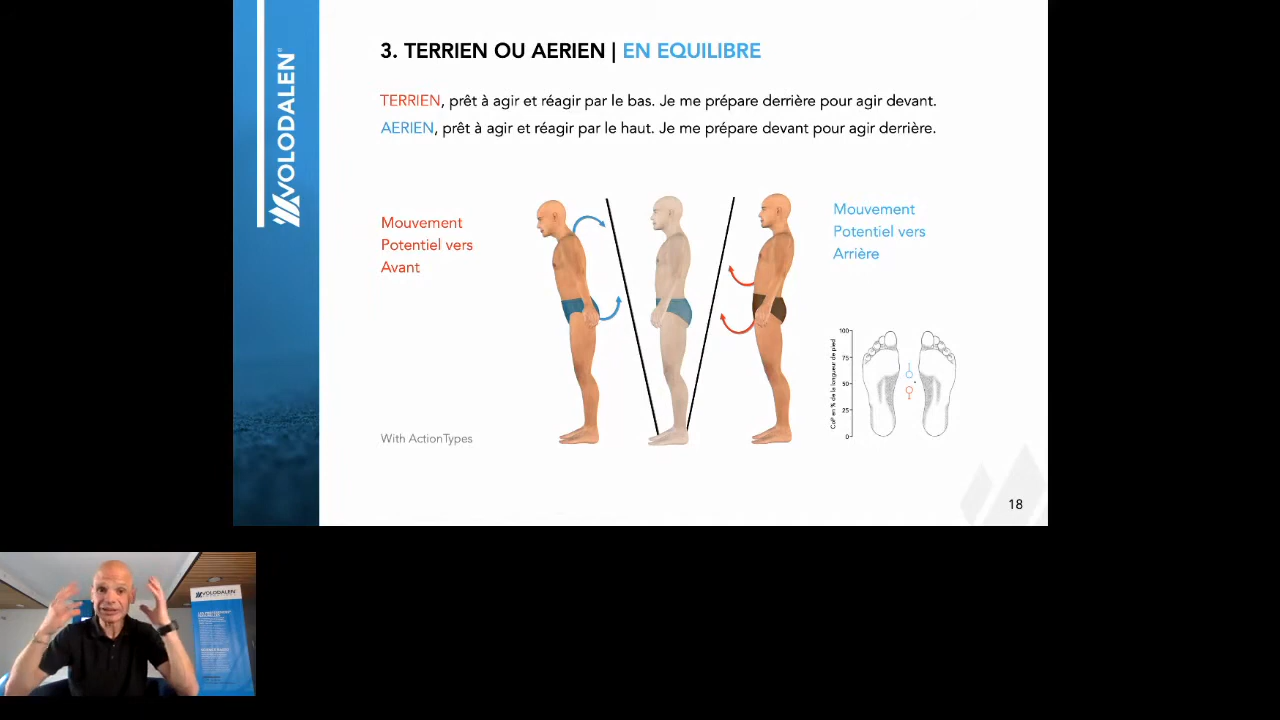 VOLODALEN®
3. TERRIEN OU AERIEN | EN EQUILIBRE
TERRIEN, prêt à agir et réagir par le bas. Je me prépare derrière pour agir devant.
AERIEN, prêt à agir et réagir par le haut. Je me prépare devant pour agir derrière.
Mouvement
Potentiel vers
Avant
Mouvement
Potentiel vers
Arrière
100
75
50
25
0
With ActionTypes
18
VOLODALEN